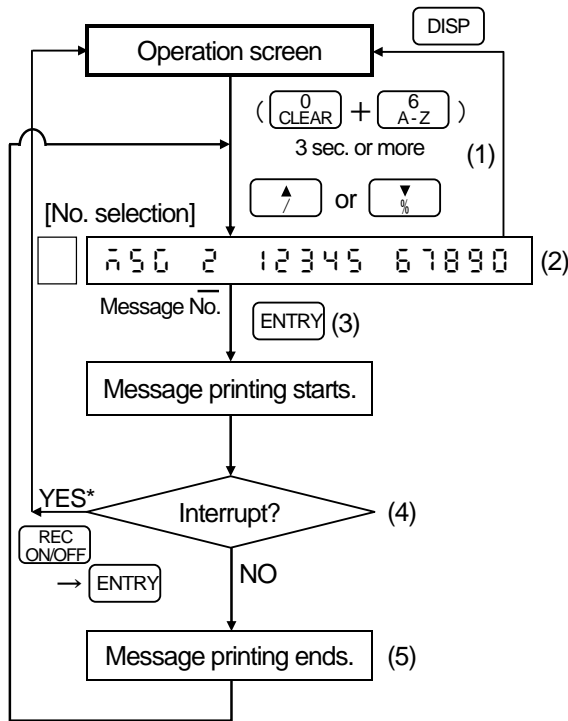 DISP
Operation screen
( 0 CLEAR + 6 A-Z )
3 sec. or more
(1)
▲ / or ▼ %
[No. selection]
MSG 2 12345 67890 (2)
Message No.
ENTRY (3)
Message printing starts.
YES*
Interrupt? (4)
REC ON/OFF
→ ENTRY
NO
Message printing ends. (5)